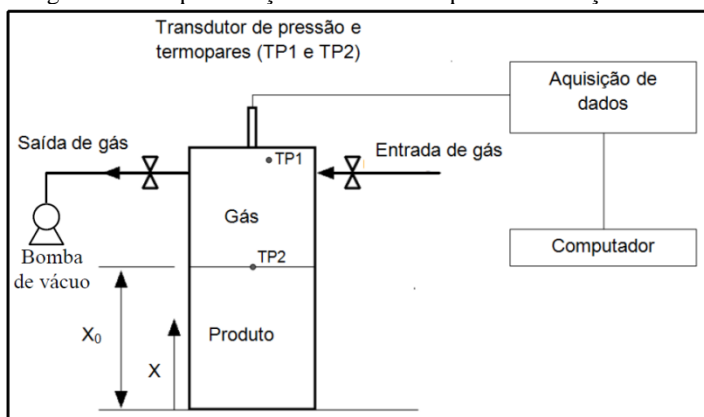 Transdutor de pressão e
termopares (TP1 e TP2)
Aquisição de
dados
Saída de gás
Entrada de gás
TP1
Gás
Computador
Bomba
de vácuo
TP2
X₀
Produto
X